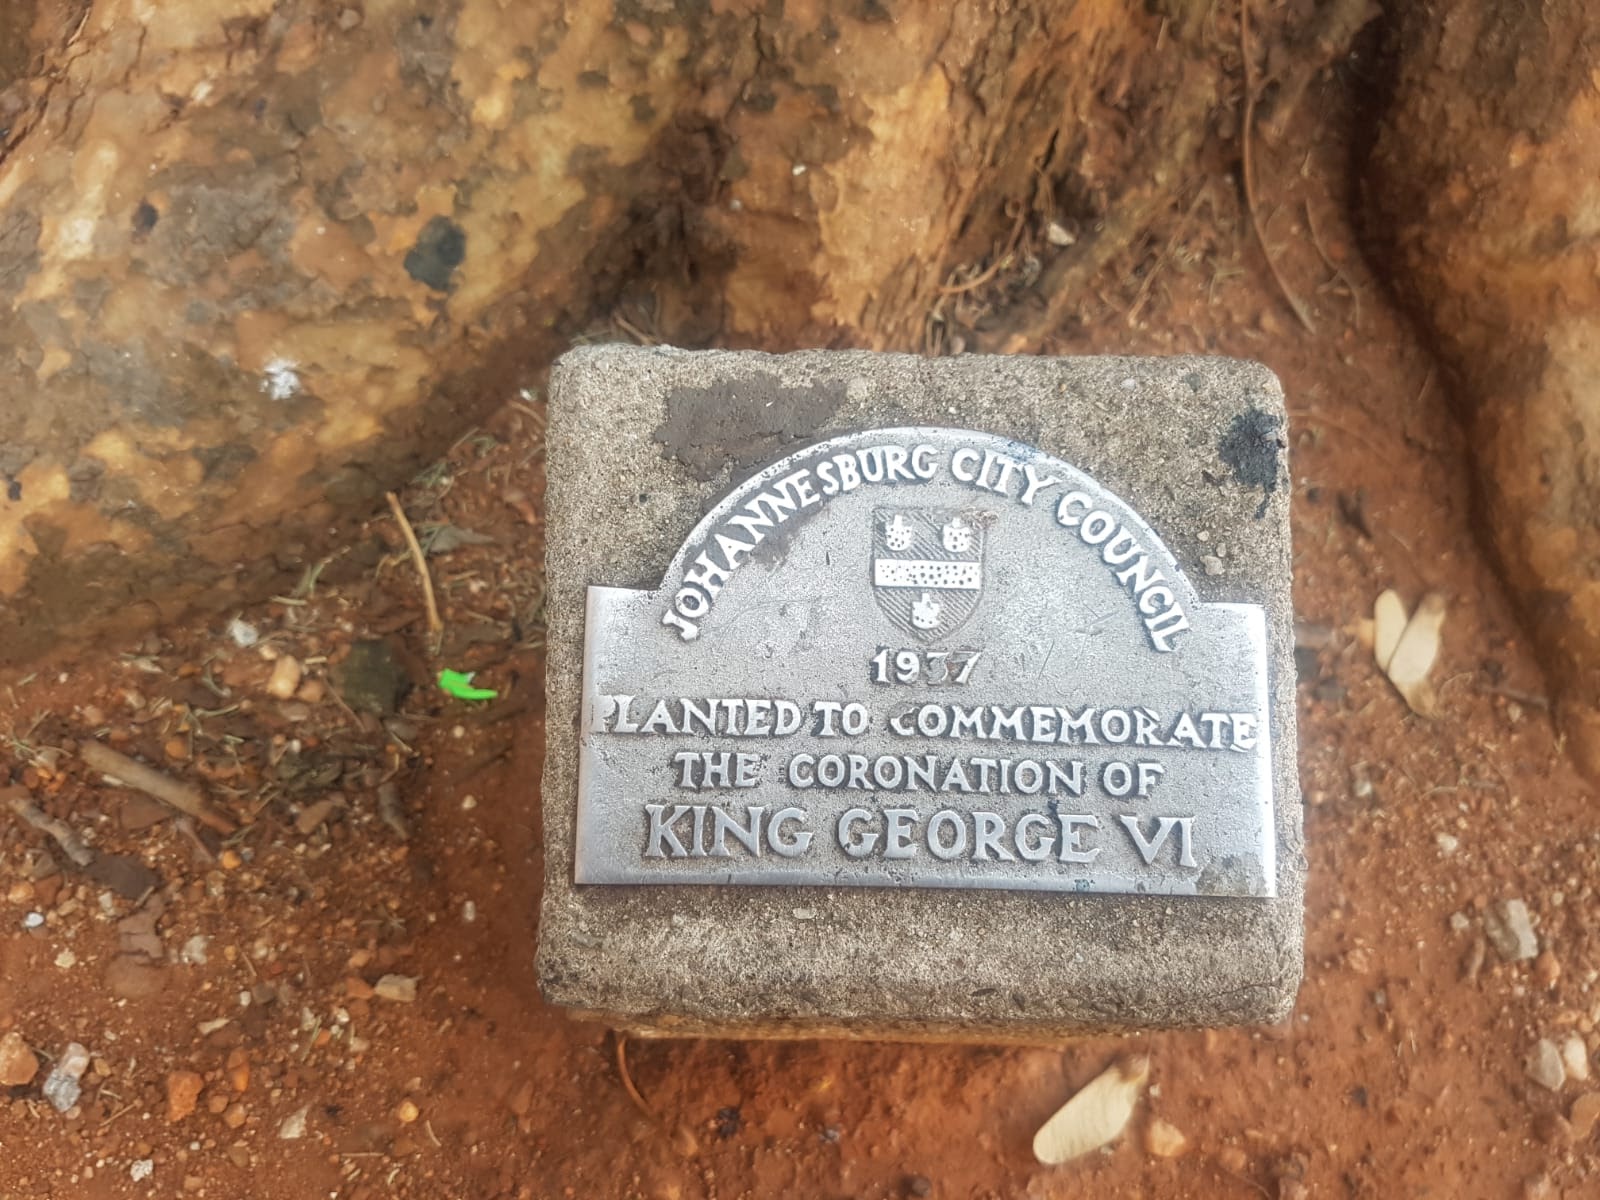 JOHANNESBURG CITY COUNCIL
1937
PLANTED TO COMMEMORATE
THE CORONATION OF
KING GEORGE VI